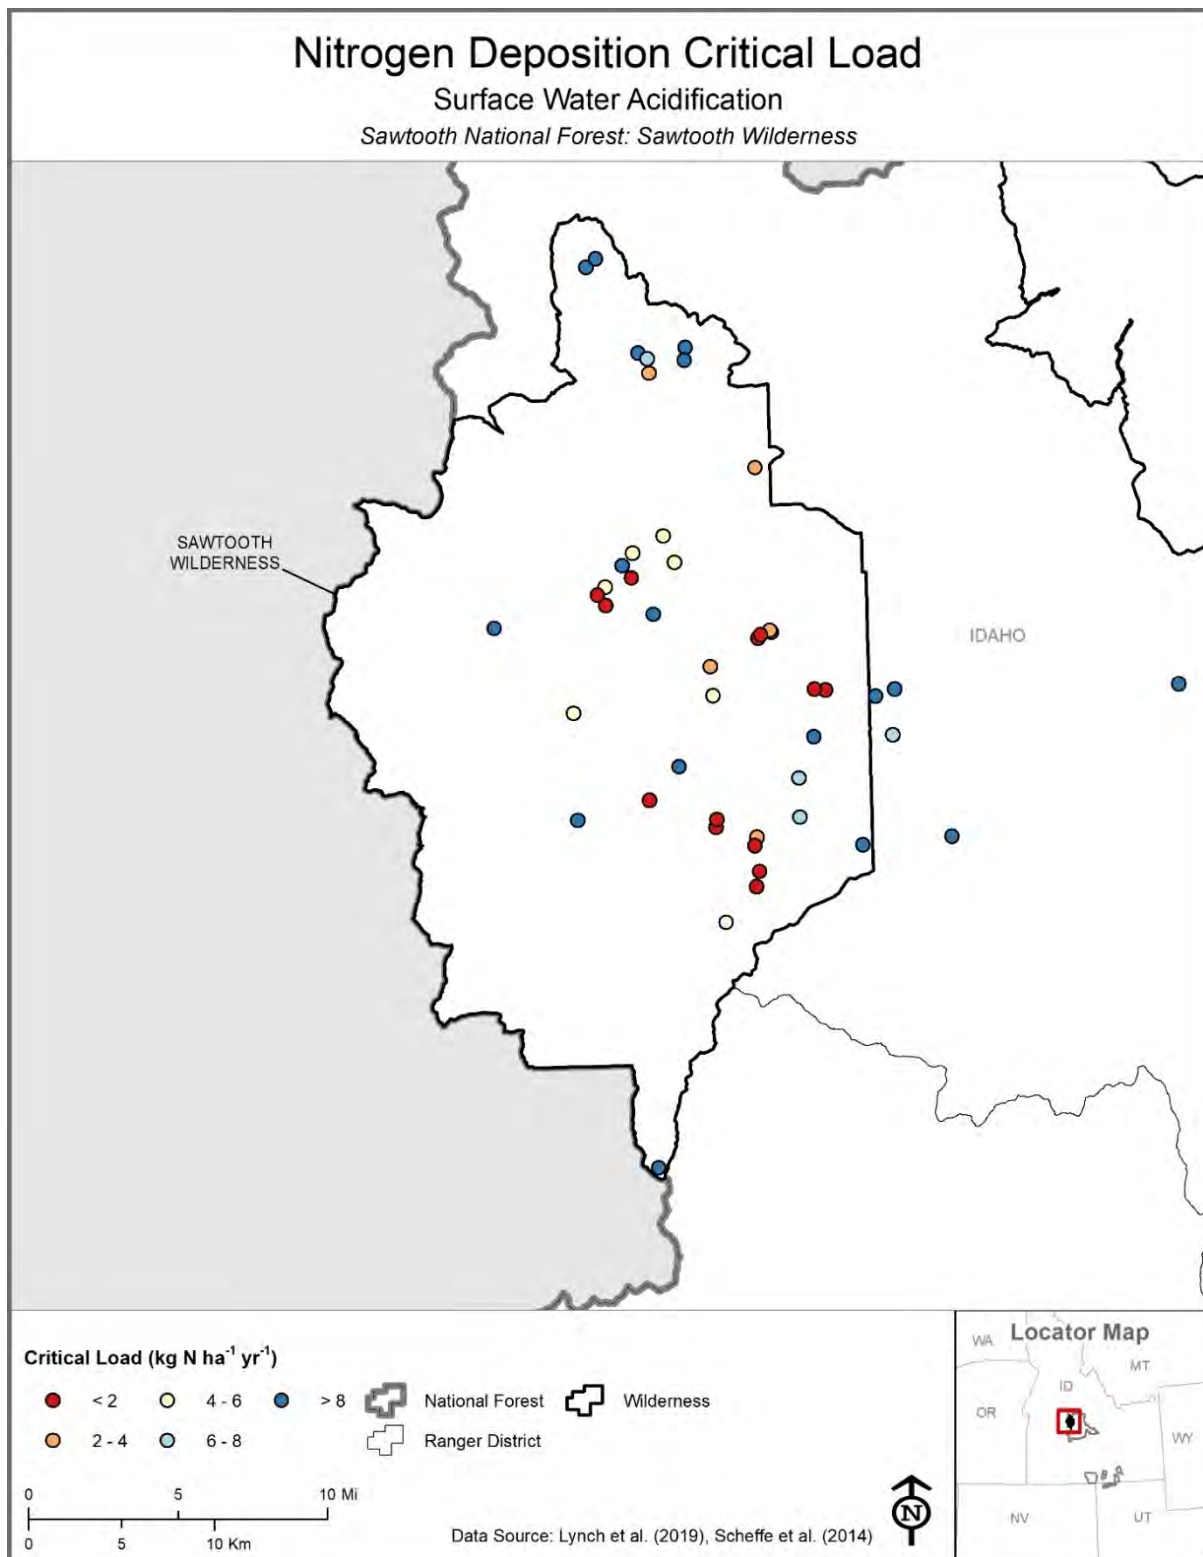 Nitrogen Deposition Critical Load
Surface Water Acidification
Sawtooth National Forest: Sawtooth Wilderness
SAWTOOTH
WILDERNESS
IDAHO
Critical Load (kg N ha⁻¹ yr⁻¹)
< 2
4 - 6
> 8
National Forest
Wilderness
2 - 4
6 - 8
Ranger District
0 5 10 Mi
0 5 10 Km
N
Data Source: Lynch et al. (2019), Scheffe et al. (2014)
Locator Map
WA
MT
ID
OR
WY
NV
UT